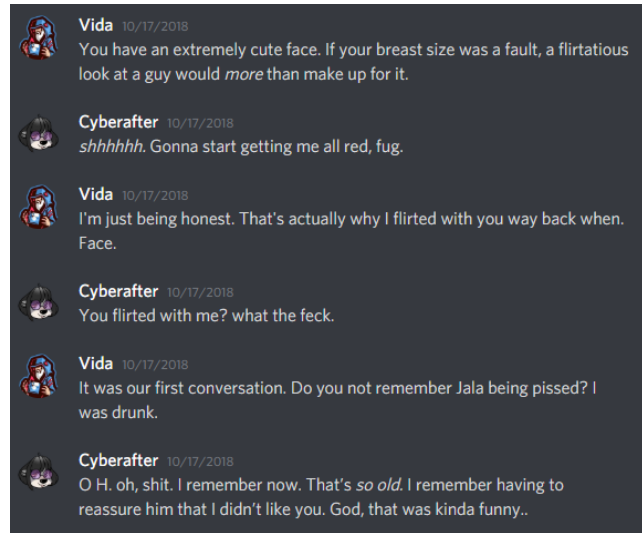 Vida 10/17/2018
You have an extremely cute face. If your breast size was a fault, a flirtatious
look at a guy would more than make up for it.
Cyberafter 10/17/2018
shhhhhh. Gonna start getting me all red, fug.
Vida 10/17/2018
I'm just being honest. That's actually why I flirted with you way back when.
Face.
Cyberafter 10/17/2018
You flirted with me? what the feck.
Vida 10/17/2018
It was our first conversation. Do you not remember Jala being pissed? I
was drunk.
Cyberafter 10/17/2018
O H. oh, shit. I remember now. That's so old. I remember having to
reassure him that I didn't like you. God, that was kinda funny..